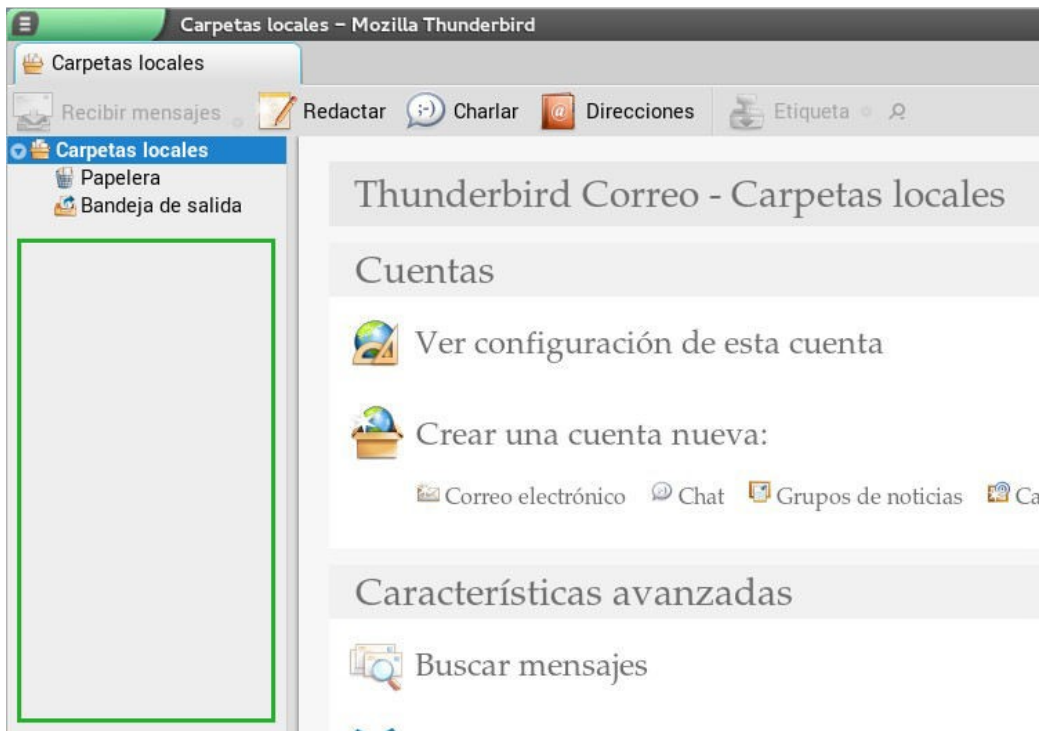 Carpetas locales – Mozilla Thunderbird
Carpetas locales
Recibir mensajes Redactar Charlar Direcciones Etiqueta
Carpetas locales
Papelera
Bandeja de salida
Thunderbird Correo - Carpetas locales
Cuentas
Ver configuración de esta cuenta
Crear una cuenta nueva:
Correo electrónico Chat Grupos de noticias Ca
Características avanzadas
Buscar mensajes